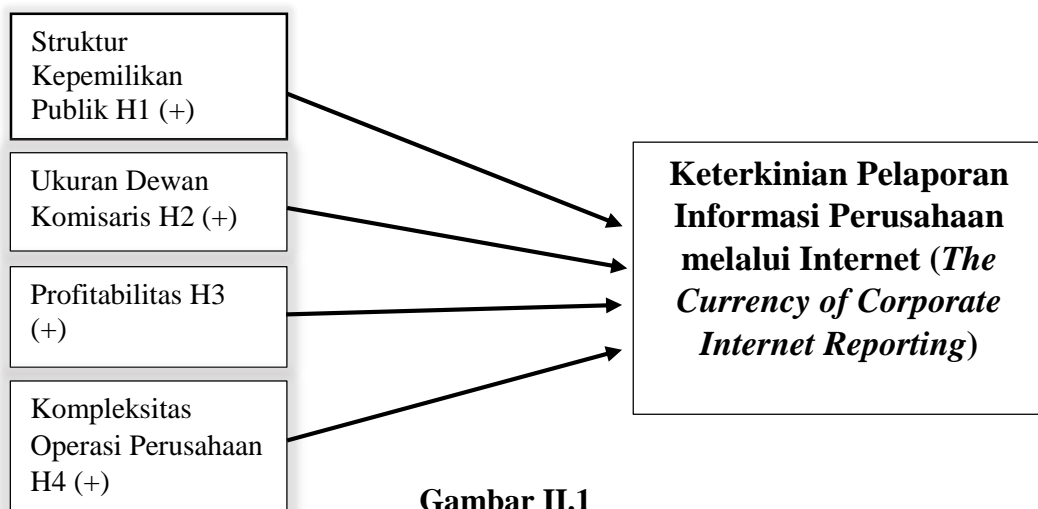 Struktur
Kepemilikan
Publik H1 (+)
Ukuran Dewan
Komisaris H2 (+)
Profitabilitas H3
(+)
Kompleksitas
Operasi Perusahaan
H4 (+)
Keterkinian Pelaporan
Informasi Perusahaan
melalui Internet (The
Currency of Corporate
Internet Reporting)
Gambar II.1